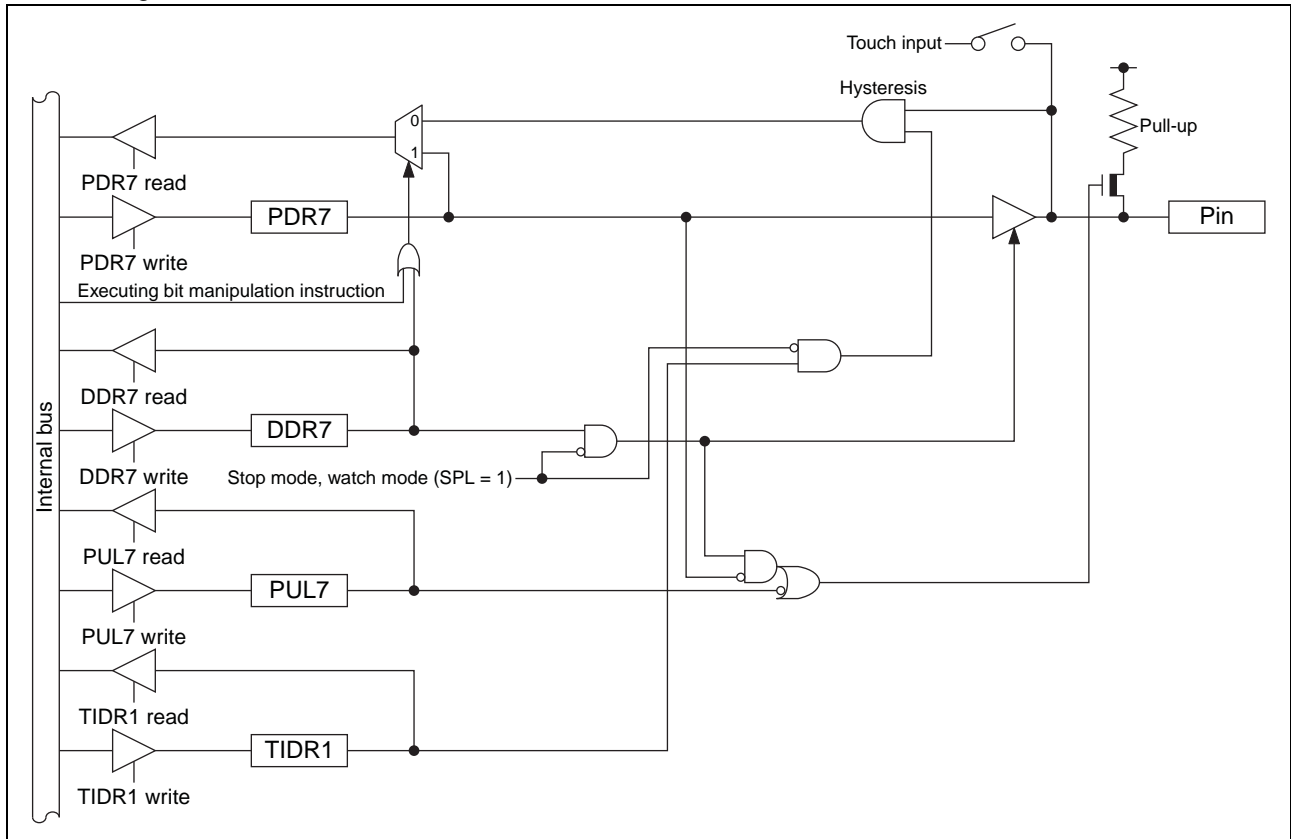 Touch input
Hysteresis
0
Pull-up
1
PDR7 read
PDR7
Pin
PDR7 write
Executing bit manipulation instruction
DDR7 read
DDR7
Stop mode, watch mode (SPL = 1)
DDR7 write
Internal bus
PUL7 read
PUL7
PUL7 write
TIDR1 read
TIDR1
TIDR1 write